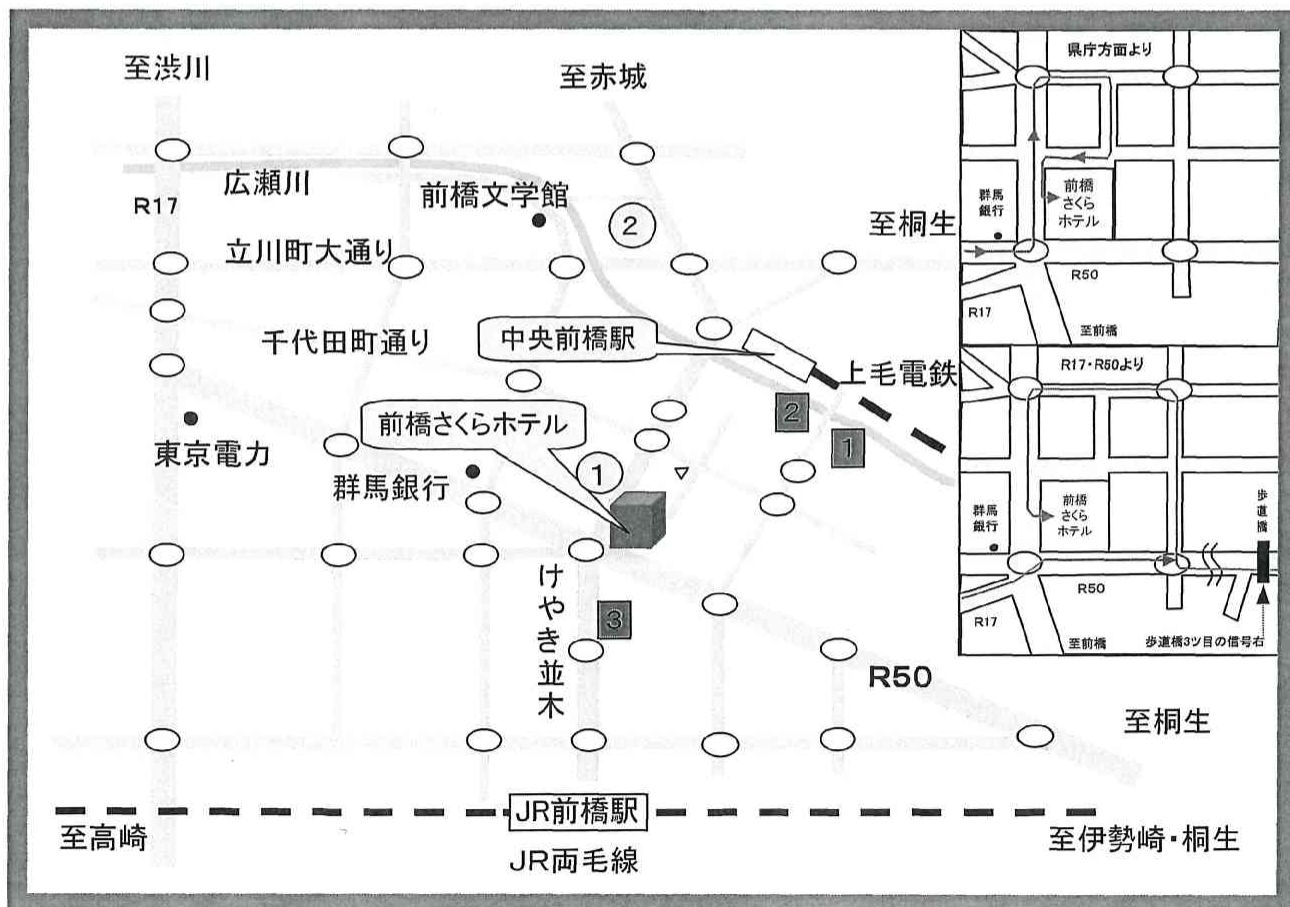 至渋川
至赤城
広瀬川
R17
前橋文学館
②
至桐生
立川町大通り
千代田町通り
中央前橋駅
上毛電鉄
2
1
前橋さくらホテル
東京電力
群馬銀行
①
けやき並木
3
R50
至桐生
JR前橋駅
至高崎
JR両毛線
至伊勢崎・桐生
県庁方面より
群馬
銀行
前橋
さくら
ホテル
R50
R17
至前橋
R17・R50より
群馬
銀行
前橋
さくら
ホテル
歩道橋
R50
R17
至前橋
歩道橋3ツ目の信号右